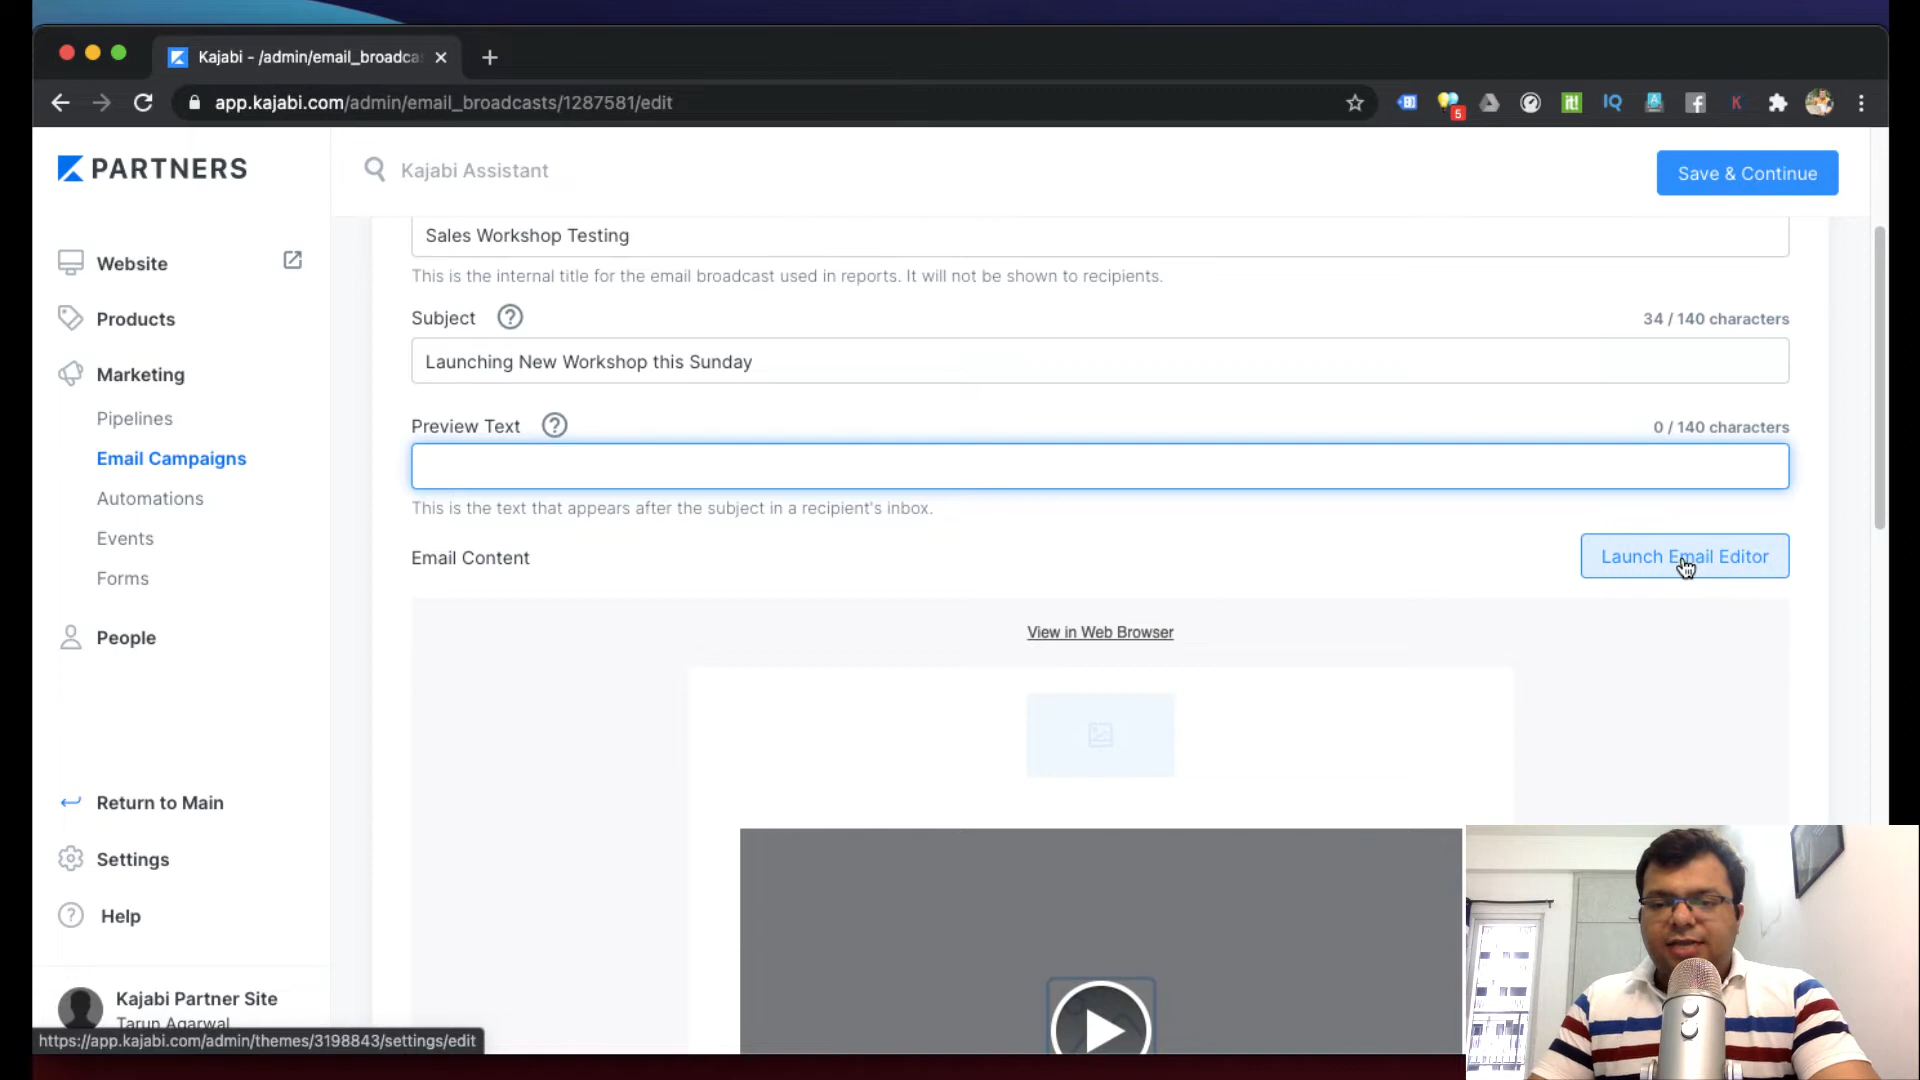 Kajabi - /admin/email_broadca
app.kajabi.com/admin/email_broadcasts/1287581/edit
5
it!
IQ
K
PARTNERS
Kajabi Assistant
Save & Continue
Website
Products
Marketing
Pipelines
Email Campaigns
Automations
Events
Forms
People
Return to Main
Settings
Help
Kajabi Partner Site
Tarun Agarwal
https://app.kajabi.com/admin/themes/3198843/settings/edit
Sales Workshop Testing
This is the internal title for the email broadcast used in reports. It will not be shown to recipients.
Subject ?
34 / 140 characters
Launching New Workshop this Sunday
Preview Text ?
0 / 140 characters
This is the text that appears after the subject in a recipient's inbox.
Email Content
Launch Email Editor
View in Web Browser